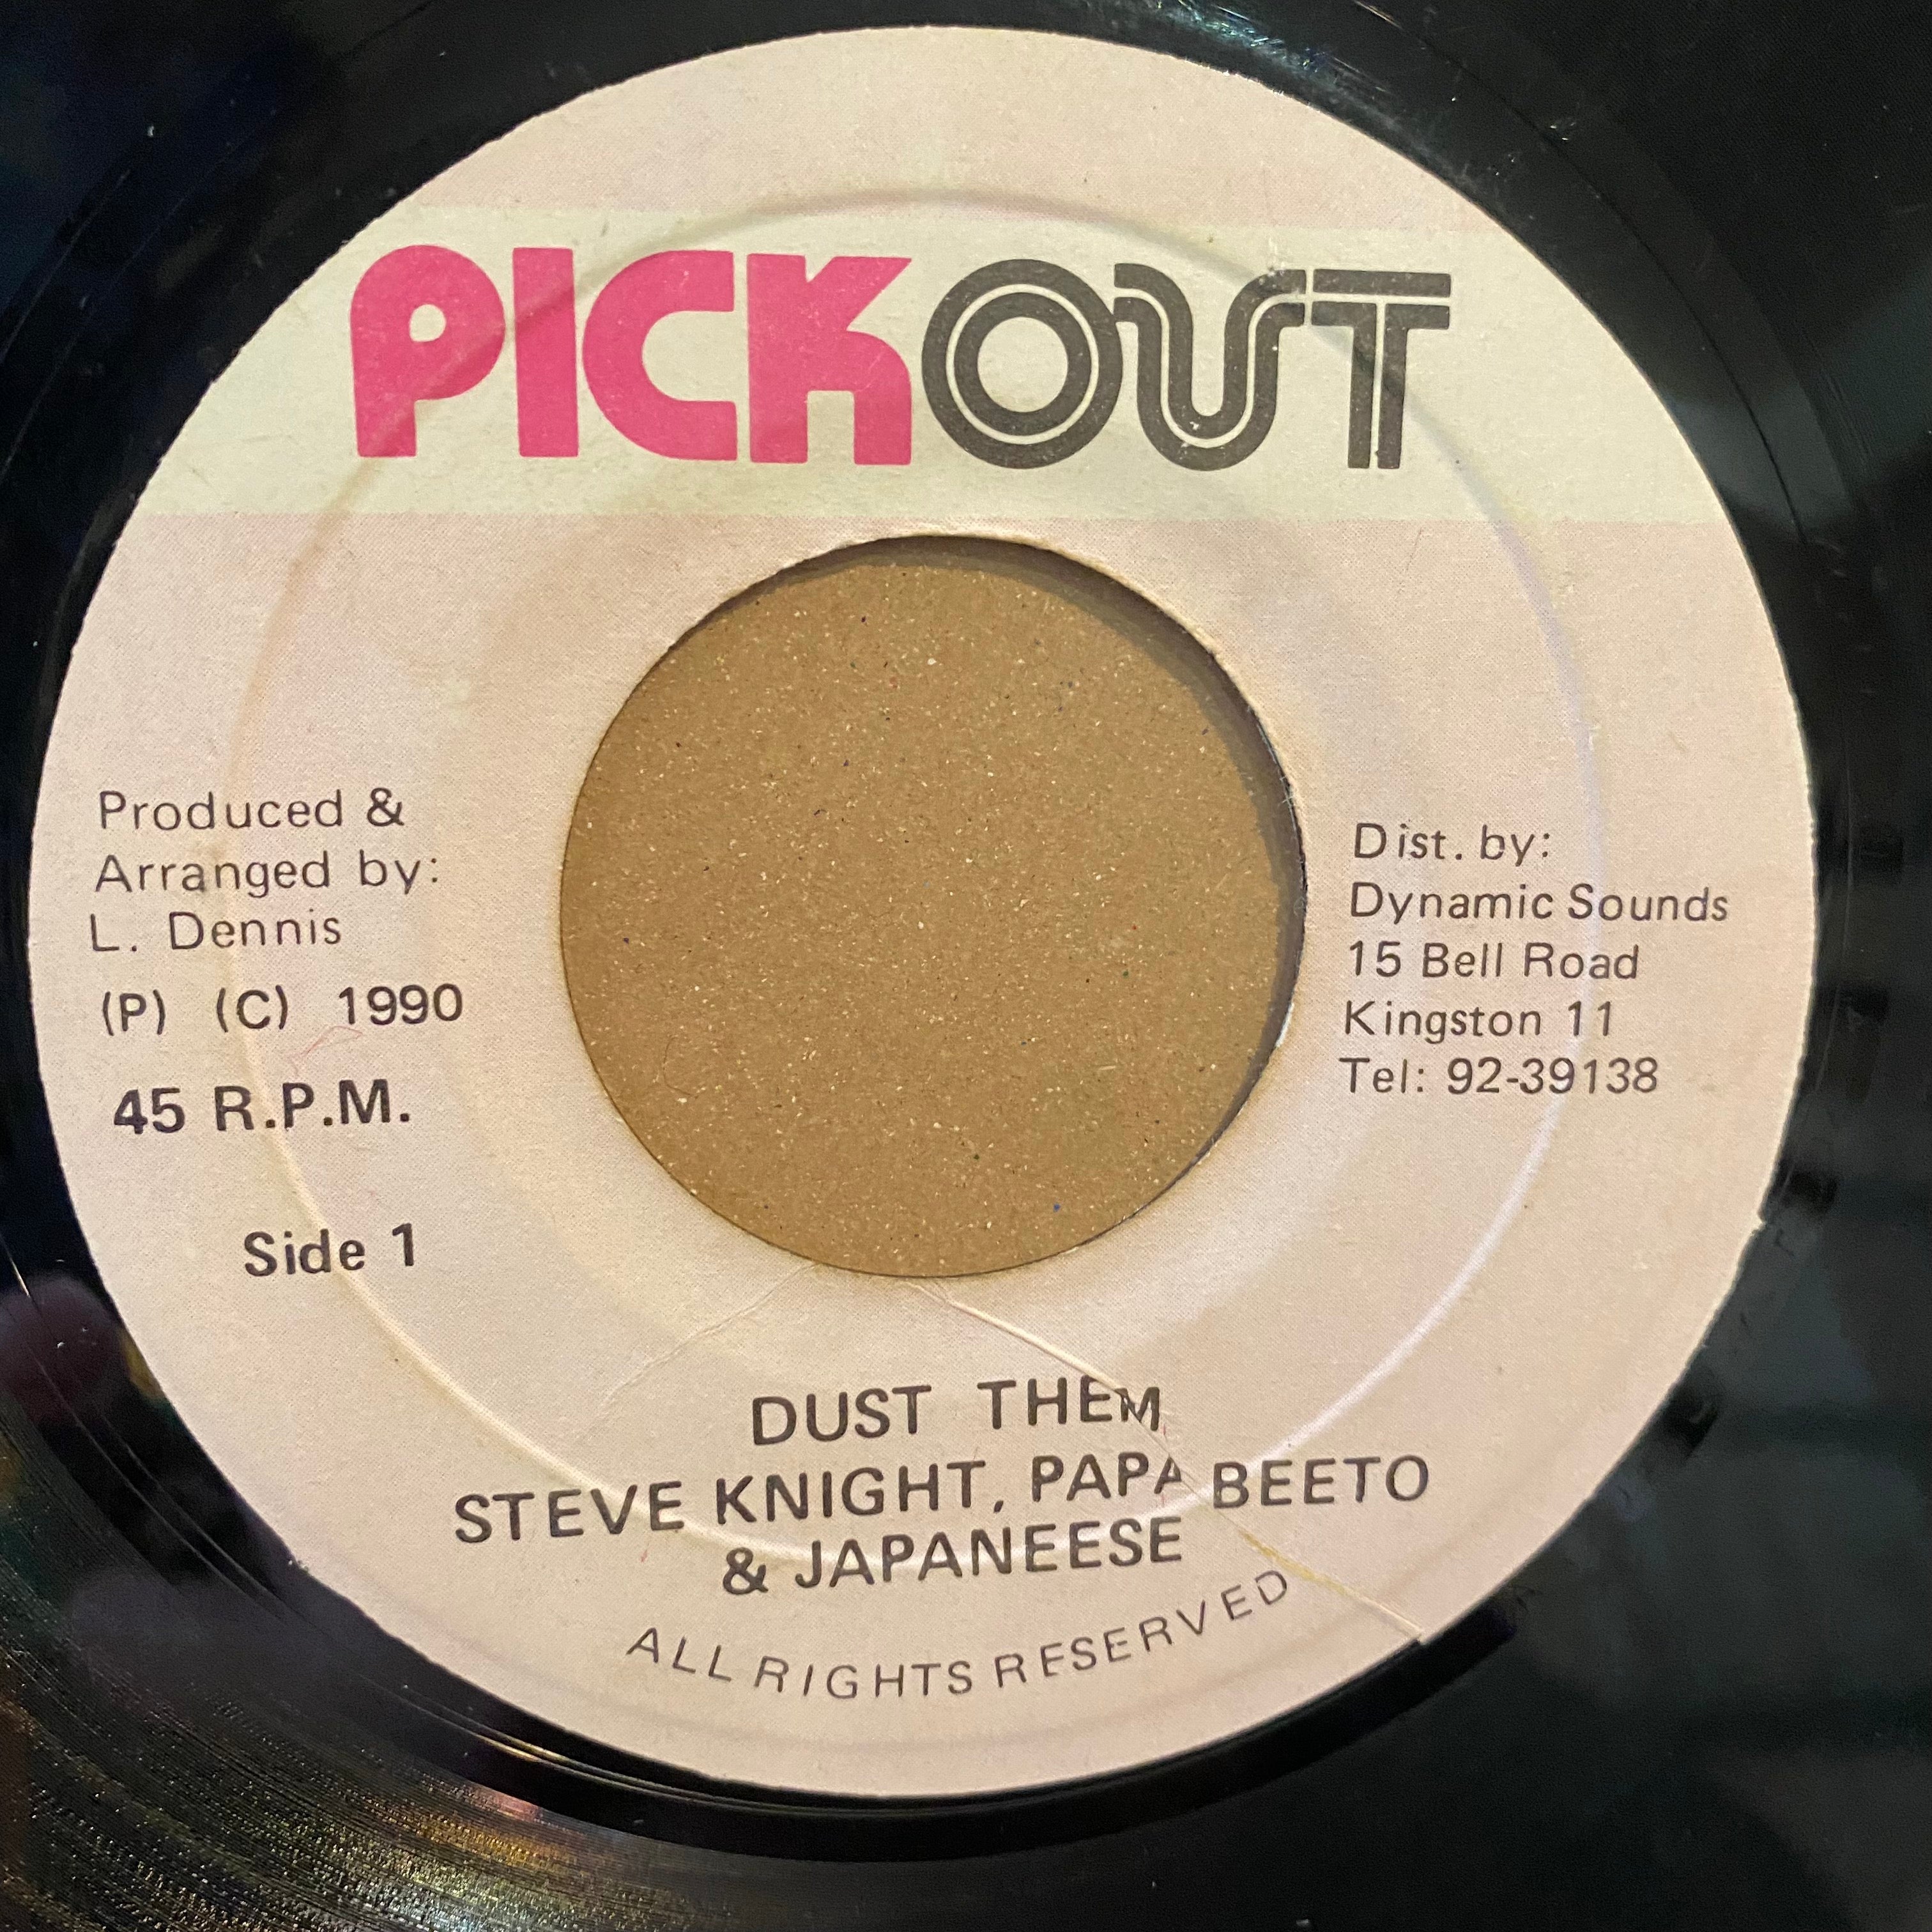 PICKOUT
Produced &
Arranged by:
L. Dennis
(P) (C) 1990
45 R.P.M.
Side 1
Dist. by:
Dynamic Sounds
15 Bell Road
Kingston 11
Tel: 92-39138
DUST THEM
STEVE KNIGHT, PAPA BEETO
& JAPANEESE
ALL RIGHTS RESERVED